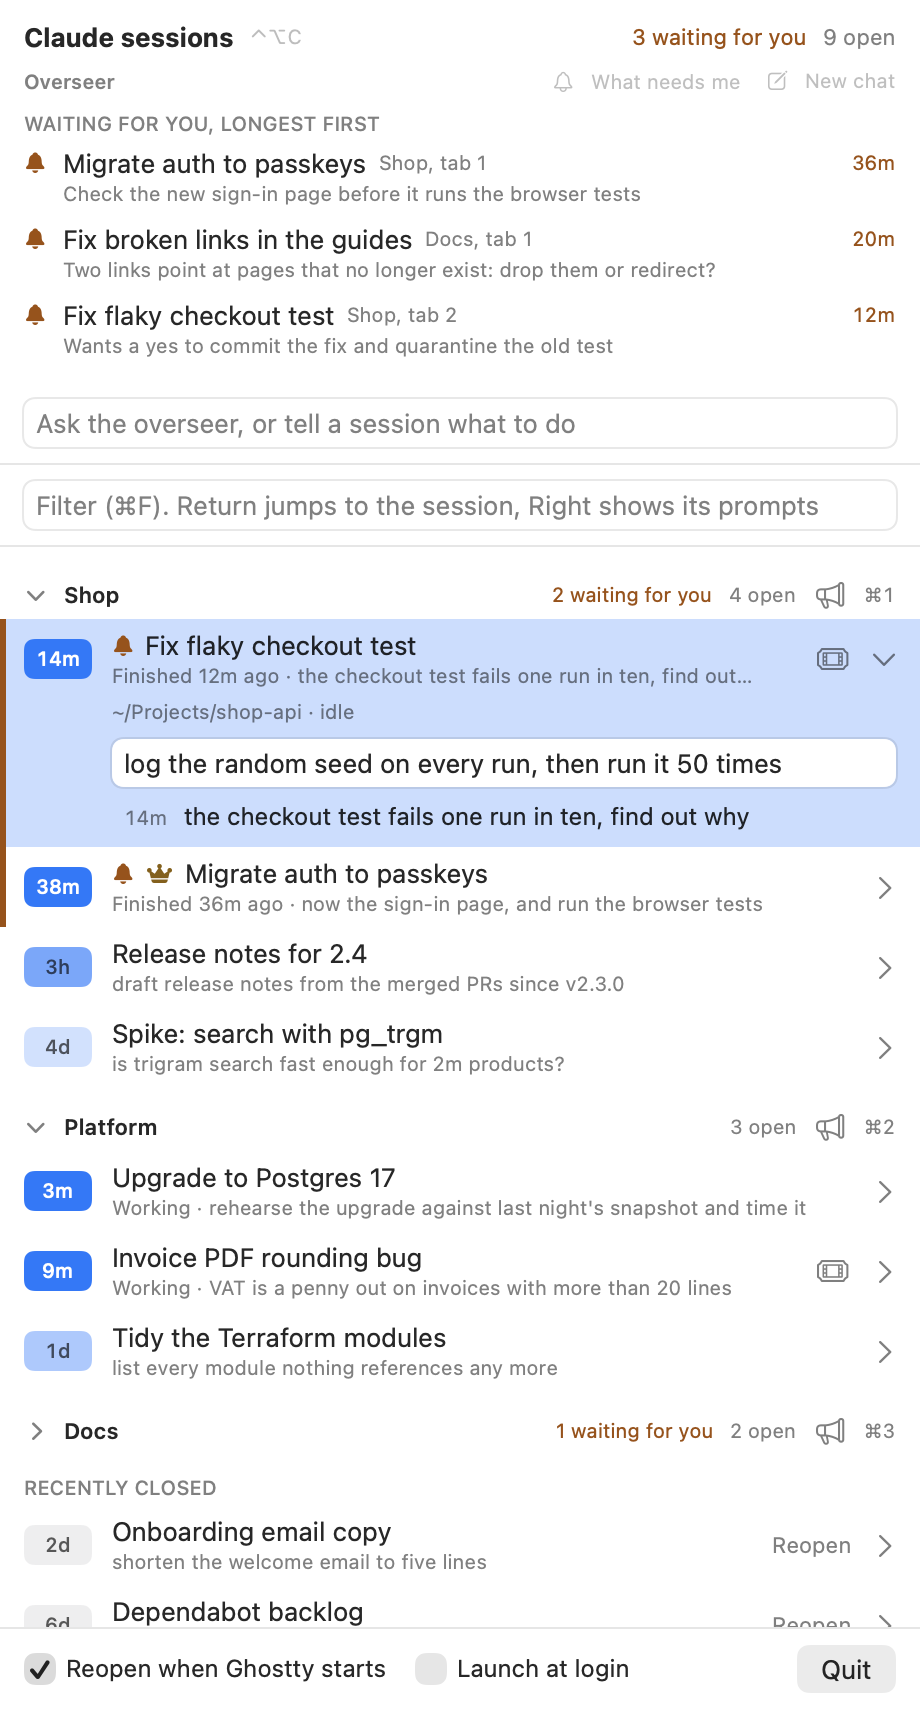 Claude sessions ^⌥C 3 waiting for you 9 open
Overseer What needs me New chat
WAITING FOR YOU, LONGEST FIRST
Migrate auth to passkeys Shop, tab 1 36m
Check the new sign-in page before it runs the browser tests
Fix broken links in the guides Docs, tab 1 20m
Two links point at pages that no longer exist: drop them or redirect?
Fix flaky checkout test Shop, tab 2 12m
Wants a yes to commit the fix and quarantine the old test
Ask the overseer, or tell a session what to do
Filter (⌘F). Return jumps to the session, Right shows its prompts
Shop 2 waiting for you 4 open ⌘1
14m Fix flaky checkout test
Finished 12m ago · the checkout test fails one run in ten, find out…
~/Projects/shop-api · idle
log the random seed on every run, then run it 50 times
14m the checkout test fails one run in ten, find out why
38m Migrate auth to passkeys
Finished 36m ago · now the sign-in page, and run the browser tests
3h Release notes for 2.4
draft release notes from the merged PRs since v2.3.0
4d Spike: search with pg_trgm
is trigram search fast enough for 2m products?
Platform 3 open ⌘2
3m Upgrade to Postgres 17
Working · rehearse the upgrade against last night's snapshot and time it
9m Invoice PDF rounding bug
Working · VAT is a penny out on invoices with more than 20 lines
1d Tidy the Terraform modules
list every module nothing references any more
Docs 1 waiting for you 2 open ⌘3
RECENTLY CLOSED
2d Onboarding email copy Reopen
shorten the welcome email to five lines
6d Dependabot backlog Reopen
Reopen when Ghostty starts Launch at login Quit